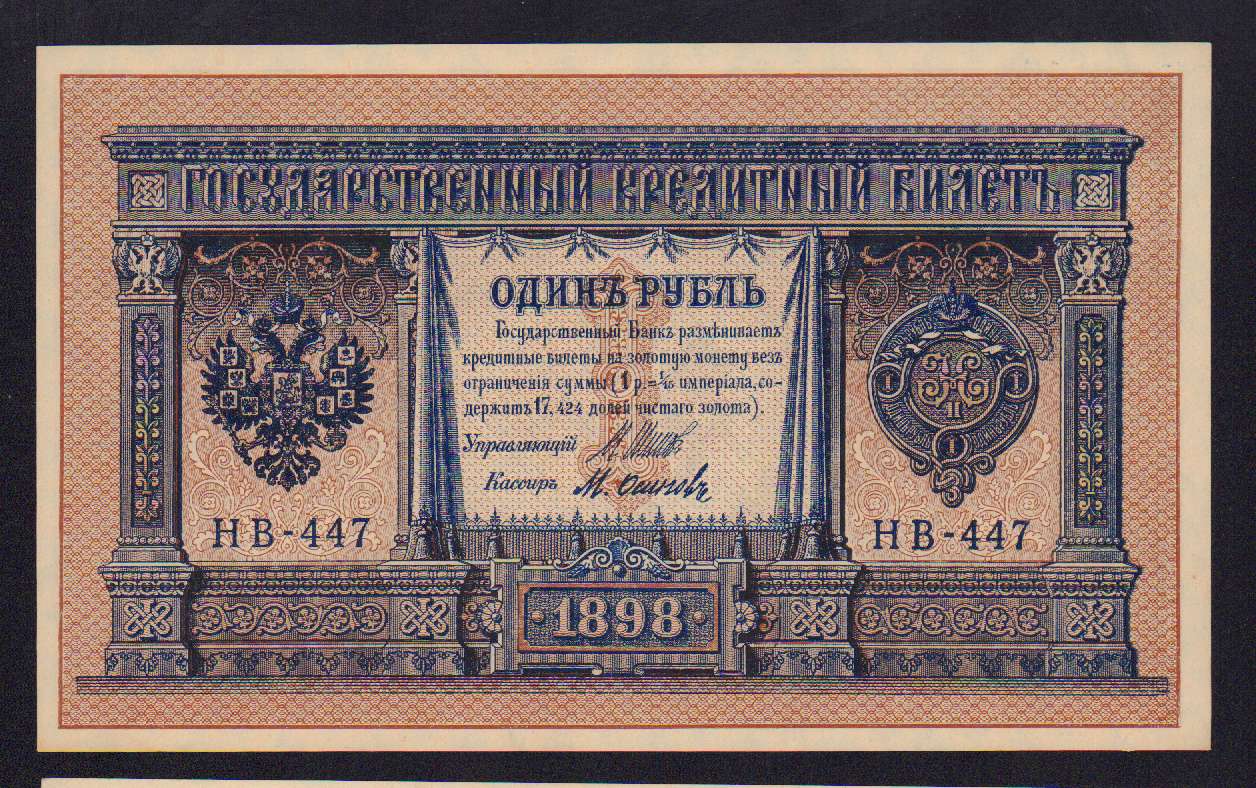 ГОСУДАРСТВЕННЫЙ КРЕДИТНЫЙ БИЛЕТЪ
ОДИНЪ РУБЛЬ
Государственный Банкъ размѣниваетъ
кредитные билеты на золотую монету безъ
ограниченія суммы (1 р.=1/15 имперіала, со-
держитъ 17,424 долей чистаго золота).
Управляющій
Кассиръ М. Осиповъ
НВ-447
НВ-447
1898